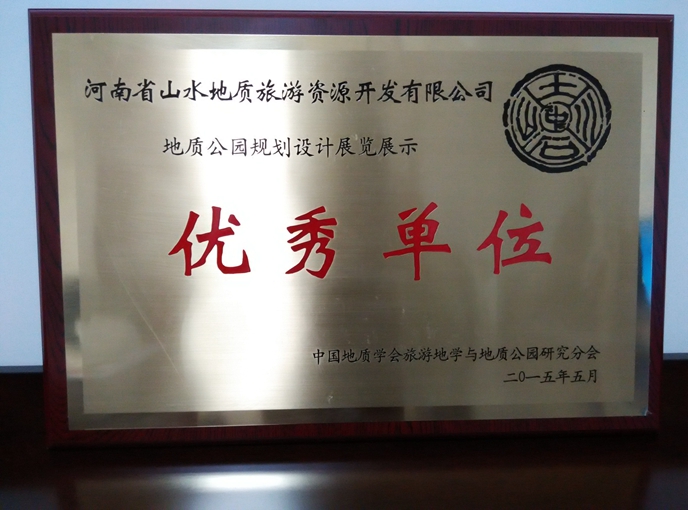 河南省山水地质旅游资源开发有限公司
地质公园规划设计展览展示
优秀单位
中国地质学会旅游地学与地质公园研究分会
二〇一五年五月